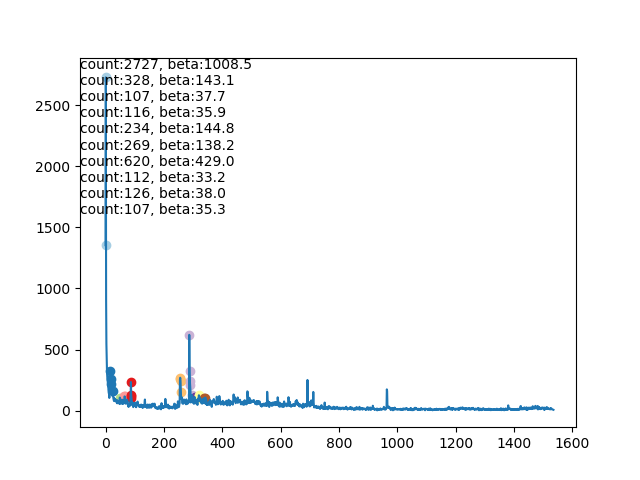 count:2727, beta:1008.5
count:328, beta:143.1
count:107, beta:37.7
count:116, beta:35.9
count:234, beta:144.8
count:269, beta:138.2
count:620, beta:429.0
count:112, beta:33.2
count:126, beta:38.0
count:107, beta:35.3
2500
2000
1500
1000
500
0
0 200 400 600 800 1000 1200 1400 1600